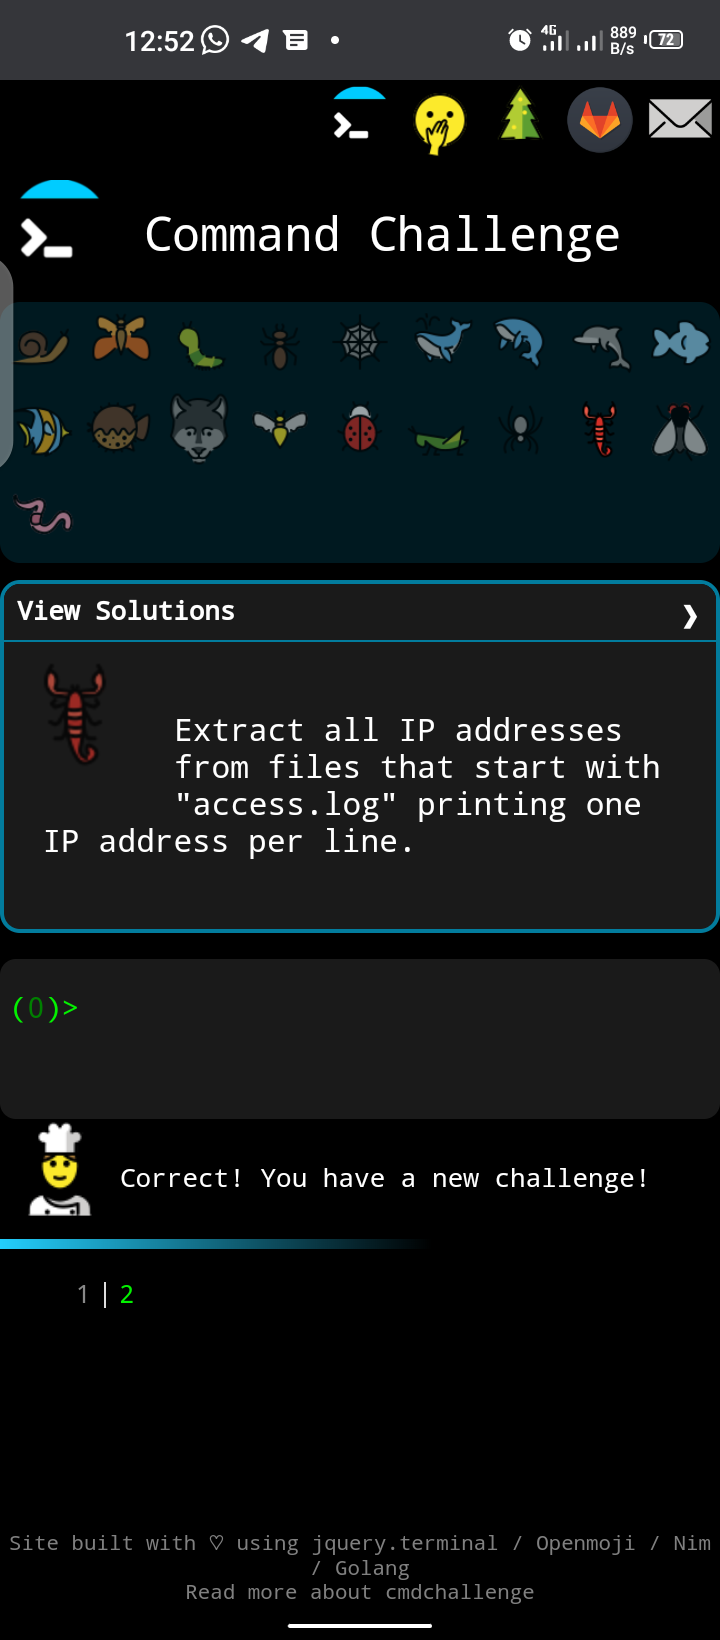 12:52
4G
889
B/s
72
Command Challenge
View Solutions ❯
Extract all IP addresses
from files that start with
"access.log" printing one
IP address per line.
(0)>
Correct! You have a new challenge!
1 | 2
Site built with ♡ using jquery.terminal / Openmoji / Nim
/ Golang
Read more about cmdchallenge